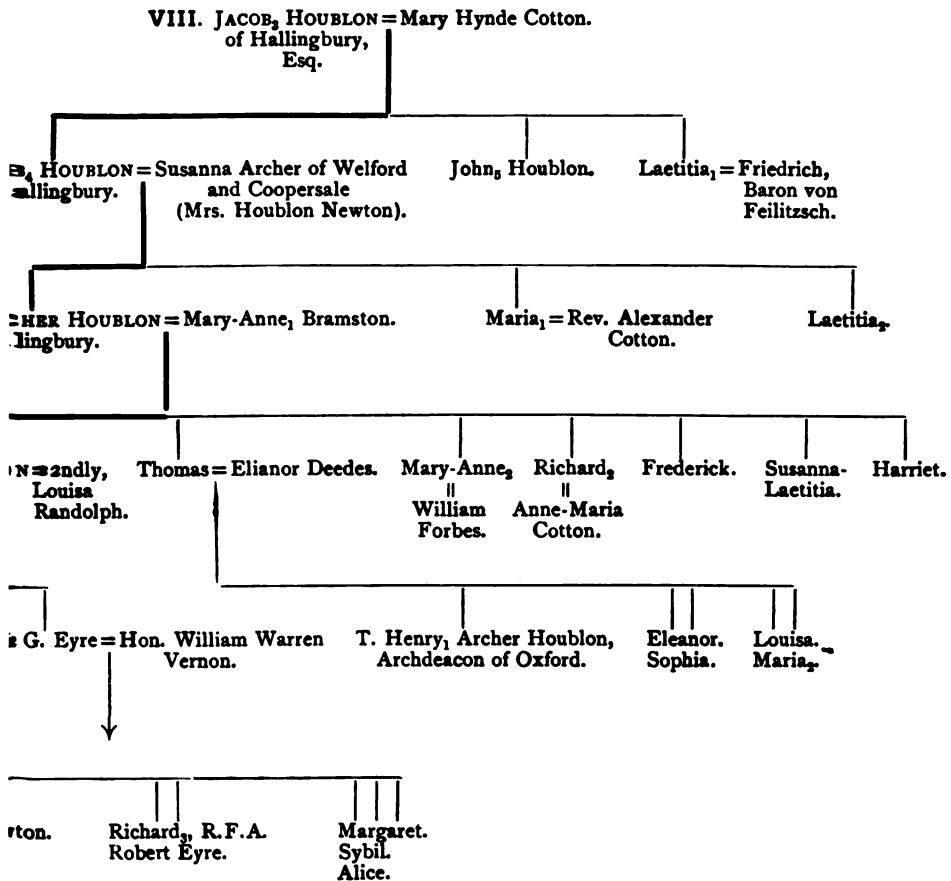 VIII. JACOB₃ HOUBLON = Mary Hynde Cotton.
of Hallingbury,
Esq.
HOUBLON = Susanna Archer of Welford
and Coopersale
(Mrs. Houblon Newton).
John₅ Houblon.
Laetitia₁ = Friedrich,
Baron von
Feilitzsch.
HOUBLON = Mary-Anne₁ Bramston.
Maria₁ = Rev. Alexander
Cotton.
Laetitia₂.
= 2ndly,
Louisa
Randolph.
Thomas = Elianor Deedes.
Mary-Anne₂
=
William
Forbes.
Richard₂
=
Anne-Maria
Cotton.
Frederick.
Susanna-
Laetitia.
Harriet.
G. Eyre = Hon. William Warren
Vernon.
T. Henry₁ Archer Houblon,
Archdeacon of Oxford.
Eleanor.
Sophia.
Louisa.
Maria₂.
Richard₃, R.F.A.
Robert Eyre.
Margaret.
Sybil.
Alice.